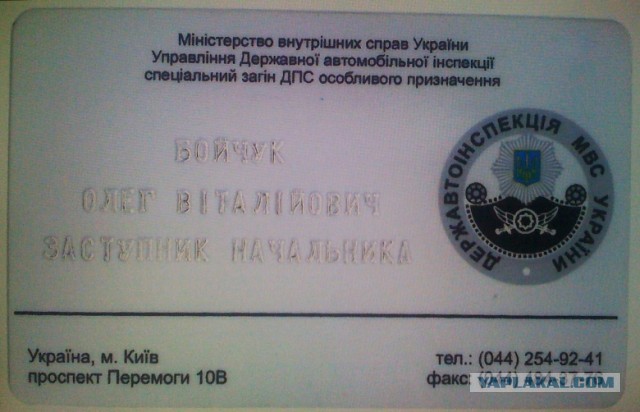 Міністерство внутрішних справ України
Управління Державної автомобільної інспекції
спеціальний загін ДПС особливого призначення
БОЙЧУК
ОЛЕГ ВІТАЛІЙОВИЧ
ЗАСТУПНИК НАЧАЛЬНИКА
ДЕРЖАВТОІНСПЕКЦІЯ МВС УКРАЇНИ
Україна, м. Київ
проспект Перемоги 10В
тел.: (044) 254-92-41
факс:
YAPLAKAL.COM